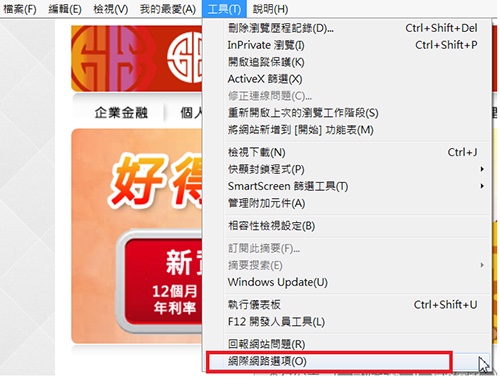 檔案(F) 編輯(E) 檢視(V) 我的最愛(A) 工具(T) 說明(H)
刪除瀏覽歷程記錄(D)... Ctrl+Shift+Del
InPrivate 瀏覽(I) Ctrl+Shift+P
開啟追蹤保護(K)
ActiveX 篩選(X)
修正連線問題(C)...
重新開啟上次的瀏覽工作階段(S)
將網站新增到 [開始] 功能表(M)
檢視下載(N) Ctrl+J
快顯封鎖程式(P)
SmartScreen 篩選工具(T)
管理附加元件(A)
相容性檢視設定(B)
訂閱此摘要(F)...
摘要搜索(E)
Windows Update(U)
執行儀表板 Ctrl+Shift+U
F12 開發人員工具(L)
回報網站問題(R)
網際網路選項(O)
企業金融 個人
好得
新
12個月
年利率